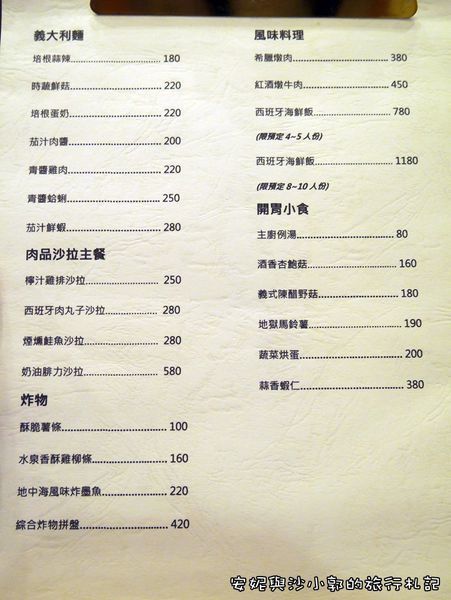 義大利麵
培根蒜辣............................180
時蔬鮮菇............................220
培根蛋奶............................220
茄汁肉醬............................200
青醬雞肉............................220
青醬蛤蜊............................250
茄汁鮮蝦............................280
肉品沙拉主餐
檸汁雞排沙拉......................250
西班牙肉丸子沙拉................280
煙燻鮭魚沙拉......................280
奶油腓力沙拉......................580
炸物
酥脆薯條............................100
水泉香酥雞柳條...................160
地中海風味炸墨魚................220
綜合炸物拼盤......................420
風味料理
希臘燉肉............................380
紅酒燉牛肉.........................450
西班牙海鮮飯......................780
(限預定 4~5 人份)
西班牙海鮮飯......................1180
(限預定 8~10 人份)
開胃小食
主廚例湯............................80
酒香杏鮑菇.........................160
義式陳醋野菇......................180
地獄馬鈴薯.........................190
蔬菜烘蛋............................200
蒜香蝦仁............................380
安妮與沙小郭的旅行札記